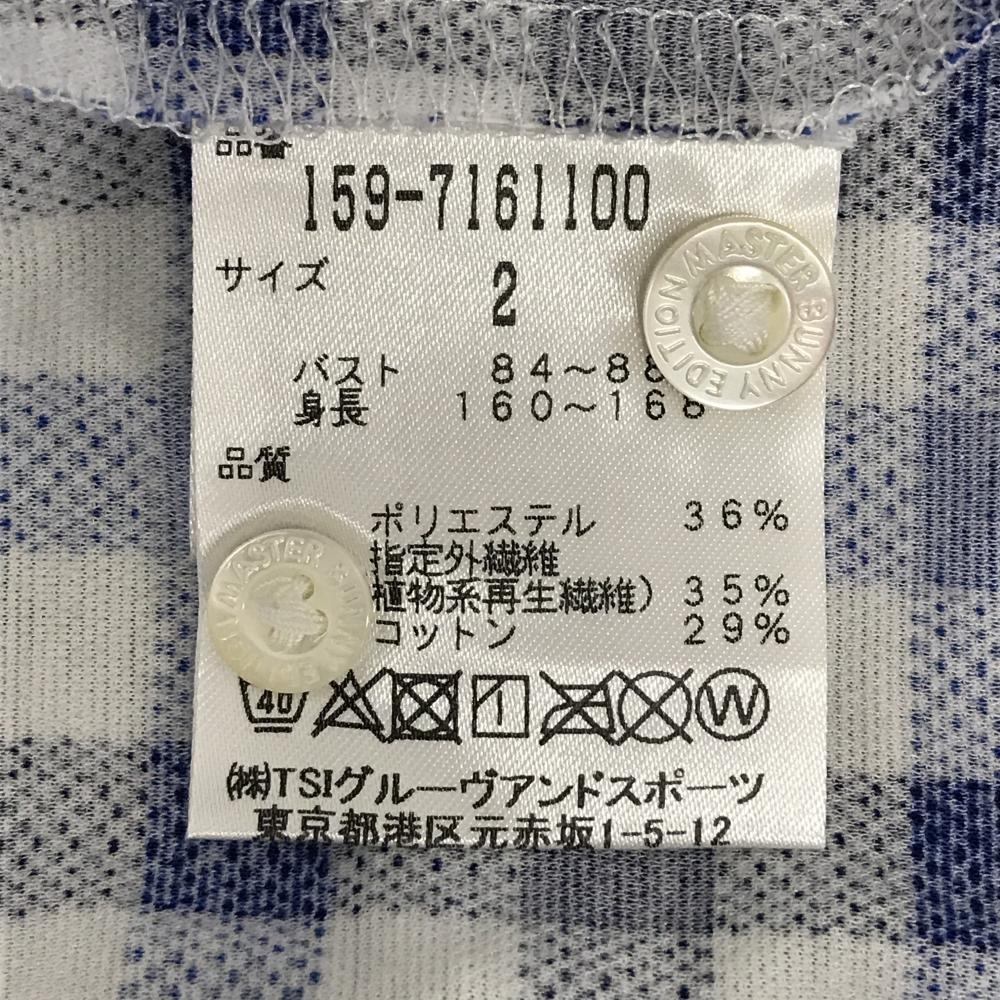 品番
159-7161100
サイズ
2
バスト 84～88
身長 160～168
品質
ポリエステル 36%
指定外繊維
植物系再生繊維) 35%
コットン 29%
40
W
㈱TSIグルーヴアンドスポーツ
東京都港区元赤坂1-5-12
MASTER BUNNY EDITION
MASTER BUNNY